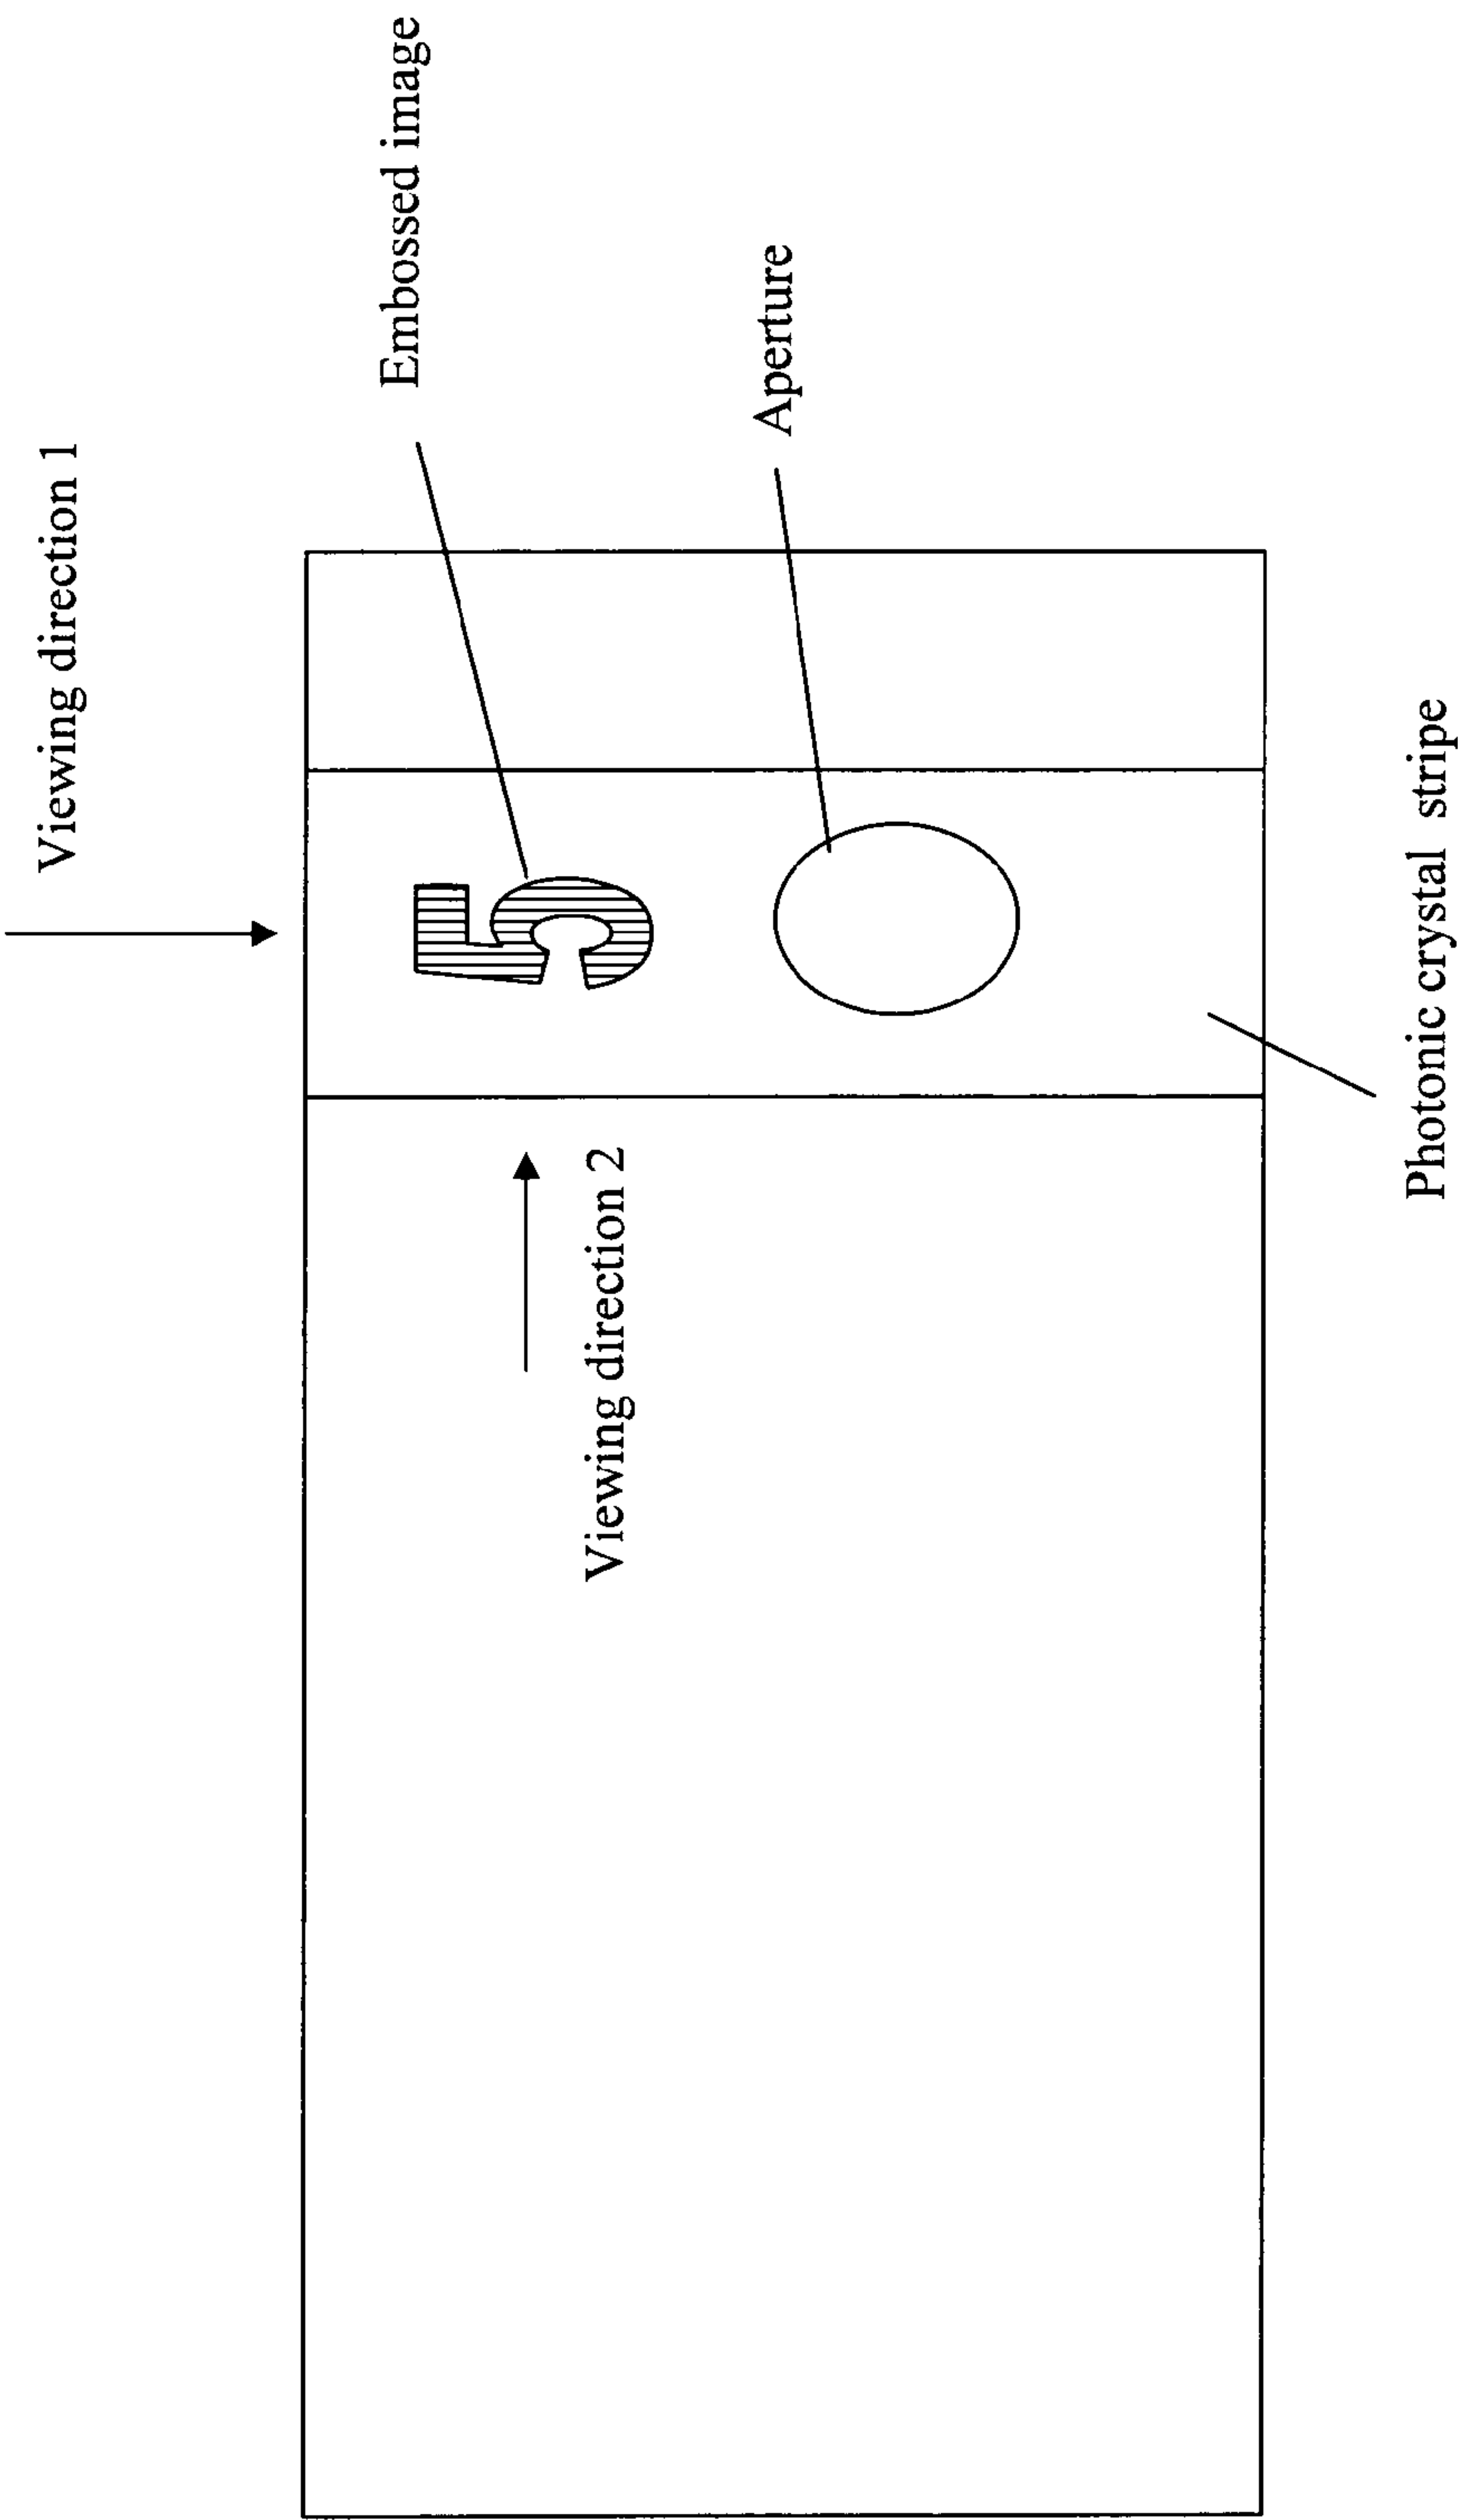 Viewing direction 1
Embossed image
5
Viewing direction 2
Aperture
Photonic crystal stripe